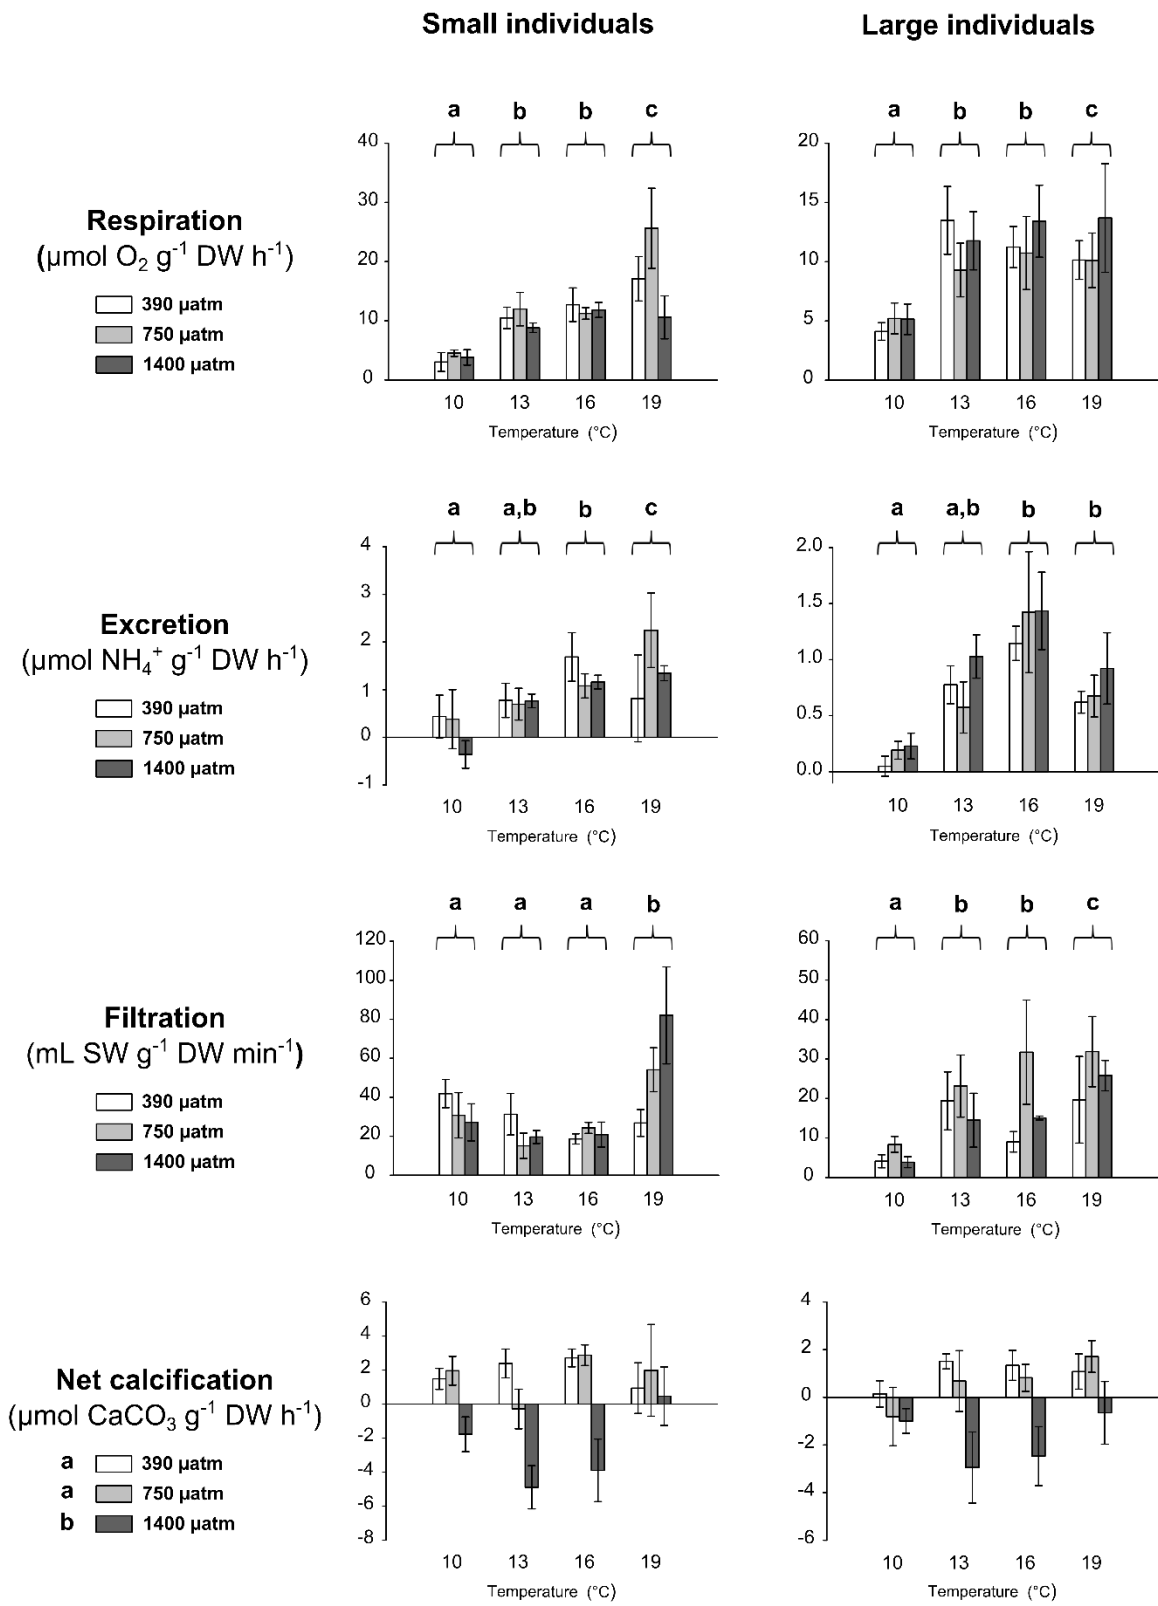 Small individuals
Large individuals
Respiration
(µmol O₂ g⁻¹ DW h⁻¹)
390 µatm
750 µatm
1400 µatm
a b b c
40
30
20
10
0
10 13 16 19
Temperature (°C)
a b b c
20
15
10
5
0
10 13 16 19
Temperature (°C)
Excretion
(µmol NH₄⁺ g⁻¹ DW h⁻¹)
390 µatm
750 µatm
1400 µatm
a a,b b c
4
3
2
1
0
-1
10 13 16 19
Temperature (°C)
a a,b b b
2.0
1.5
1.0
0.5
0.0
10 13 16 19
Temperature (°C)
Filtration
(mL SW g⁻¹ DW min⁻¹)
390 µatm
750 µatm
1400 µatm
a a a b
120
100
80
60
40
20
0
10 13 16 19
Temperature (°C)
a b b c
60
50
40
30
20
10
0
10 13 16 19
Temperature (°C)
Net calcification
(µmol CaCO₃ g⁻¹ DW h⁻¹)
a 390 µatm
a 750 µatm
b 1400 µatm
6
4
2
0
-2
-4
-6
-8
10 13 16 19
Temperature (°C)
4
2
0
-2
-4
-6
10 13 16 19
Temperature (°C)